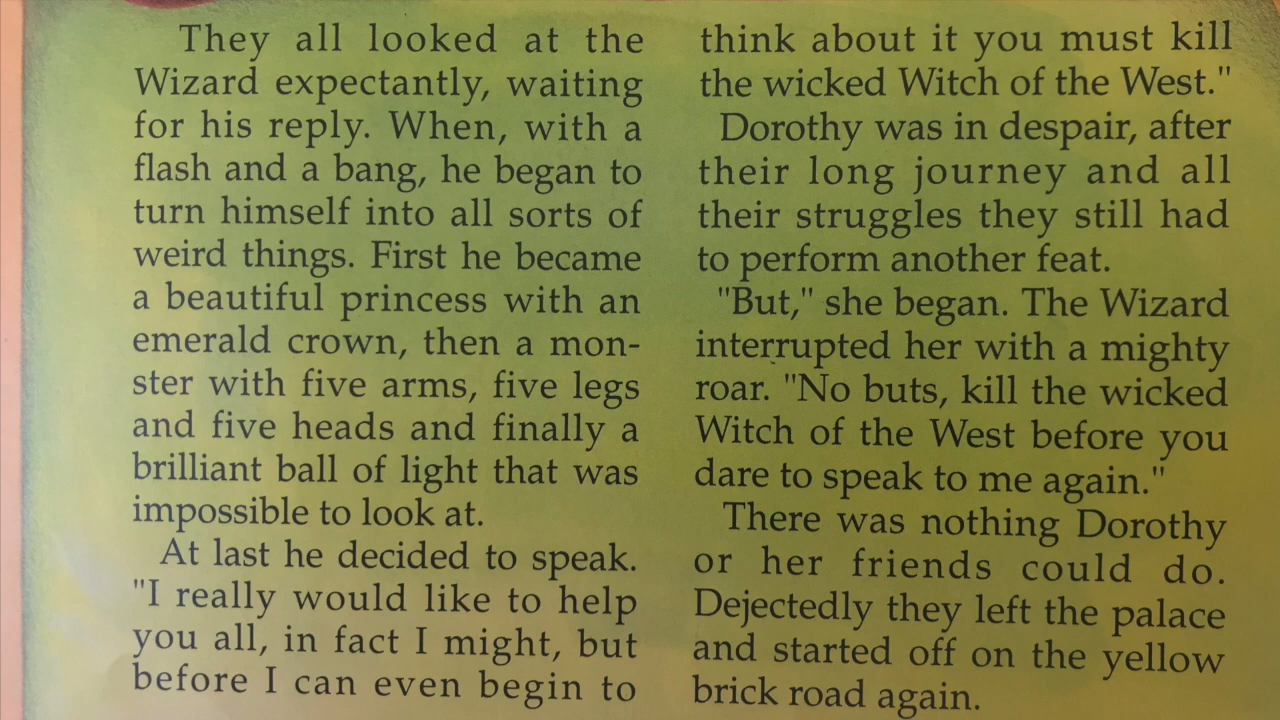 They all looked at the
Wizard expectantly, waiting
for his reply. When, with a
flash and a bang, he began to
turn himself into all sorts of
weird things. First he became
a beautiful princess with an
emerald crown, then a mon-
ster with five arms, five legs
and five heads and finally a
brilliant ball of light that was
impossible to look at.
At last he decided to speak.
"I really would like to help
you all, in fact I might, but
before I can even begin to
think about it you must kill
the wicked Witch of the West."
Dorothy was in despair, after
their long journey and all
their struggles they still had
to perform another feat.
"But," she began. The Wizard
interrupted her with a mighty
roar. "No buts, kill the wicked
Witch of the West before you
dare to speak to me again."
There was nothing Dorothy
or her friends could do.
Dejectedly they left the palace
and started off on the yellow
brick road again.